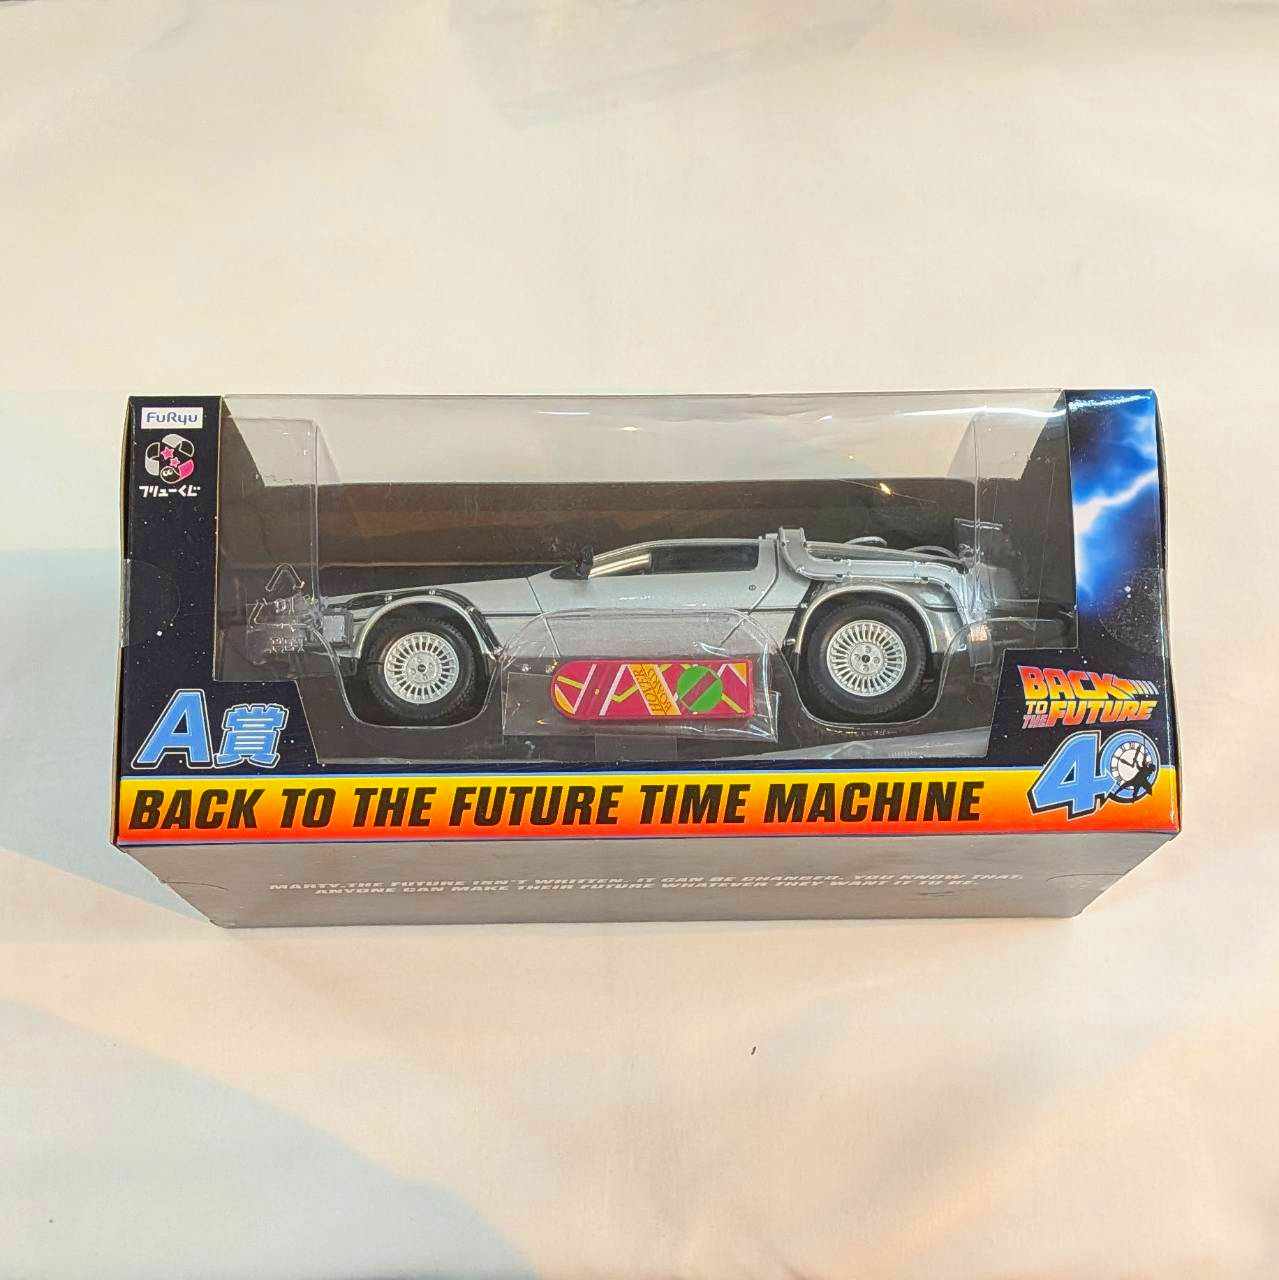 FuRyu
フリューくじ
A賞
BACK
TO THE FUTURE
40
BACK TO THE FUTURE TIME MACHINE
HOVER
MARTY.THE FUTURE ISN'T WRITTEN. IT CAN BE CHANGED. YOU KNOW THAT.
ANYONE CAN MAKE THEIR FUTURE WHATEVER THEY WANT IT TO BE.